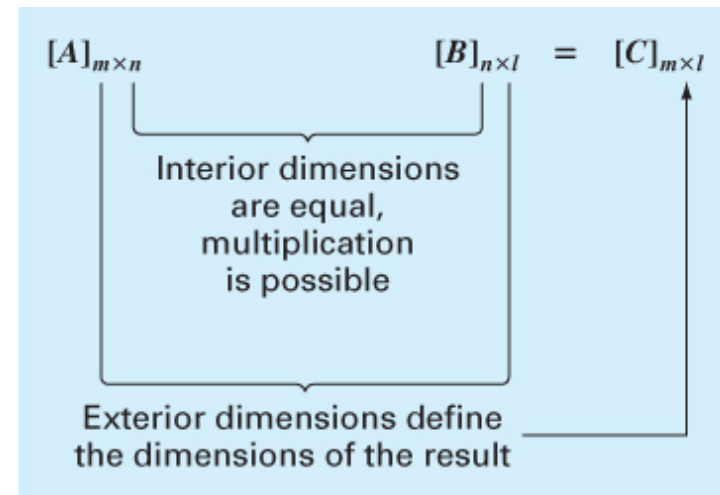 [A]m×n [B]n×l = [C]m×l
Interior dimensions
are equal,
multiplication
is possible
Exterior dimensions define
the dimensions of the result